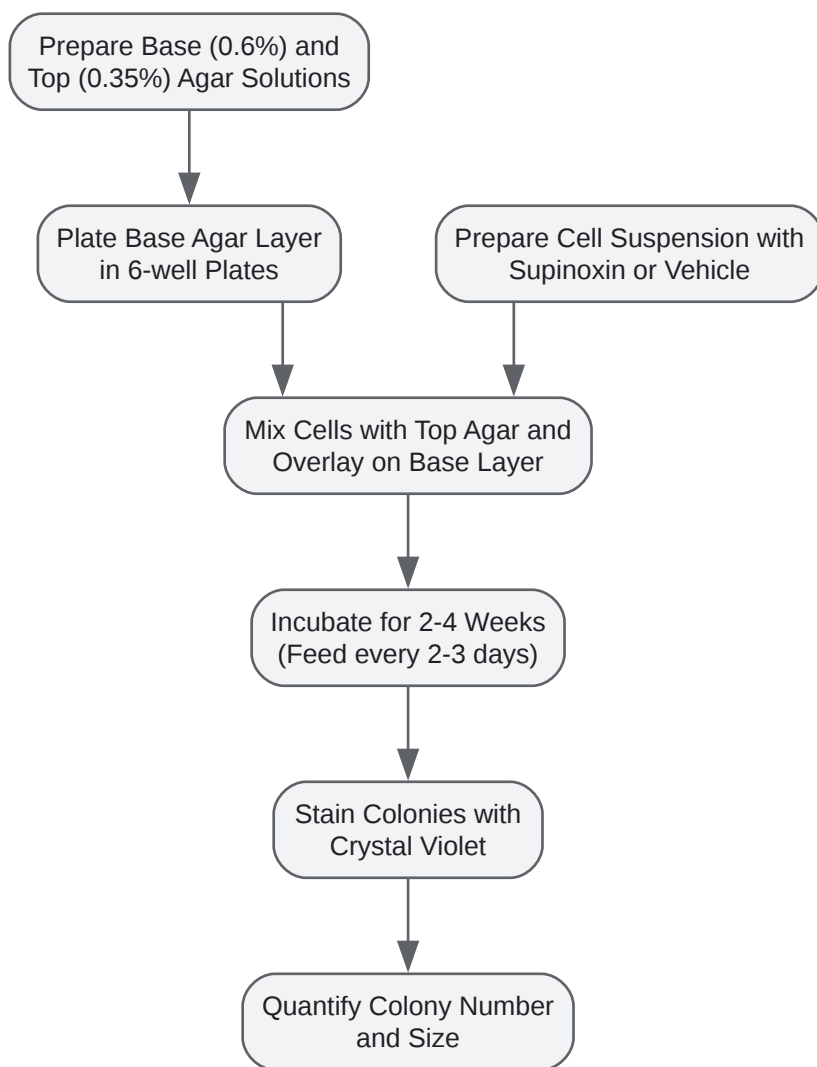 Prepare Base (0.6%) and
Top (0.35%) Agar Solutions
Plate Base Agar Layer
in 6-well Plates
Prepare Cell Suspension with
Supinoxin or Vehicle
Mix Cells with Top Agar and
Overlay on Base Layer
Incubate for 2-4 Weeks
(Feed every 2-3 days)
Stain Colonies with
Crystal Violet
Quantify Colony Number
and Size